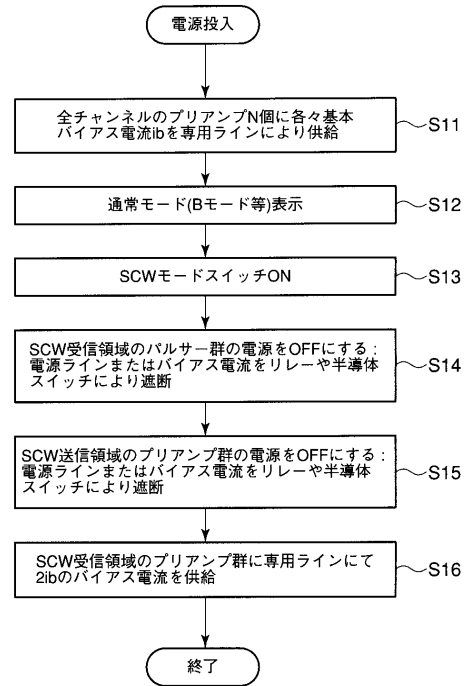 電源投入
全チャンネルのプリアンプN個に各々基本
バイアス電流ibを専用ラインにより供給
S11
通常モード(Bモード等)表示
S12
SCWモードスイッチON
S13
SCW受信領域のパルサー群の電源をOFFにする：
電源ラインまたはバイアス電流をリレーや半導体
スイッチにより遮断
S14
SCW送信領域のプリアンプ群の電源をOFFにする：
電源ラインまたはバイアス電流をリレーや半導体
スイッチにより遮断
S15
SCW受信領域のプリアンプ群に専用ラインにて
2ibのバイアス電流を供給
S16
終了